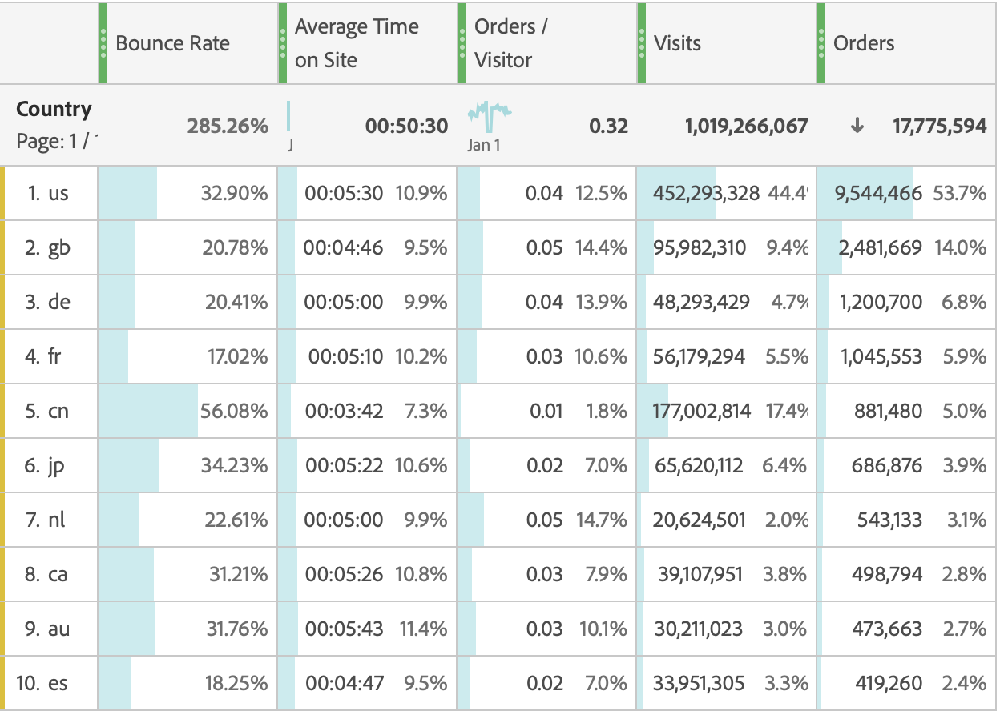 Bounce Rate
Average Time
on Site
Orders /
Visitor
Visits
Orders
Country
Page: 1 /
285.26%
J
00:50:30
Jan 1
0.32
1,019,266,067
17,775,594
1. us 32.90% 00:05:30 10.9% 0.04 12.5% 452,293,328 44.4 9,544,466 53.7%
2. gb 20.78% 00:04:46 9.5% 0.05 14.4% 95,982,310 9.4% 2,481,669 14.0%
3. de 20.41% 00:05:00 9.9% 0.04 13.9% 48,293,429 4.7% 1,200,700 6.8%
4. fr 17.02% 00:05:10 10.2% 0.03 10.6% 56,179,294 5.5% 1,045,553 5.9%
5. cn 56.08% 00:03:42 7.3% 0.01 1.8% 177,002,814 17.4% 881,480 5.0%
6. jp 34.23% 00:05:22 10.6% 0.02 7.0% 65,620,112 6.4% 686,876 3.9%
7. nl 22.61% 00:05:00 9.9% 0.05 14.7% 20,624,501 2.0% 543,133 3.1%
8. ca 31.21% 00:05:26 10.8% 0.03 7.9% 39,107,951 3.8% 498,794 2.8%
9. au 31.76% 00:05:43 11.4% 0.03 10.1% 30,211,023 3.0% 473,663 2.7%
10. es 18.25% 00:04:47 9.5% 0.02 7.0% 33,951,305 3.3% 419,260 2.4%